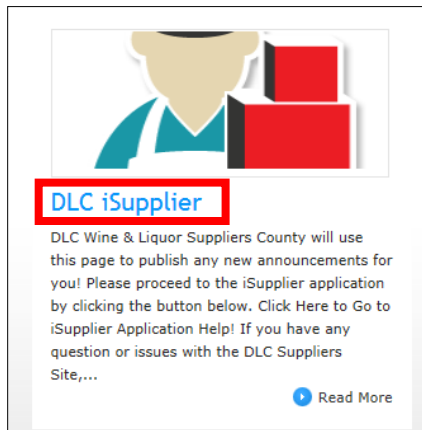 DLC iSupplier
DLC Wine & Liquor Suppliers County will use
this page to publish any new announcements for
you! Please proceed to the iSupplier application
by clicking the button below. Click Here to Go to
iSupplier Application Help! If you have any
question or issues with the DLC Suppliers
Site,...
Read More